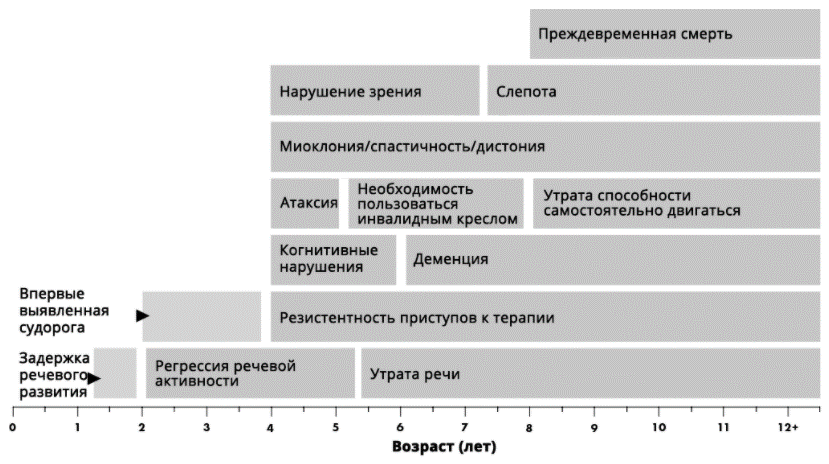 Преждевременная смерть
Нарушение зрения
Слепота
Миоклония/спастичность/дистония
Атаксия
Необходимость
пользоваться
инвалидным креслом
Утрата способности
самостоятельно двигаться
Когнитивные
нарушения
Деменция
Впервые
выявленная
судорога
Резистентность приступов к терапии
Задержка
речевого
развития
Регрессия речевой
активности
Утрата речи
0 1 2 3 4 5 6 7 8 9 10 11 12+
Возраст (лет)